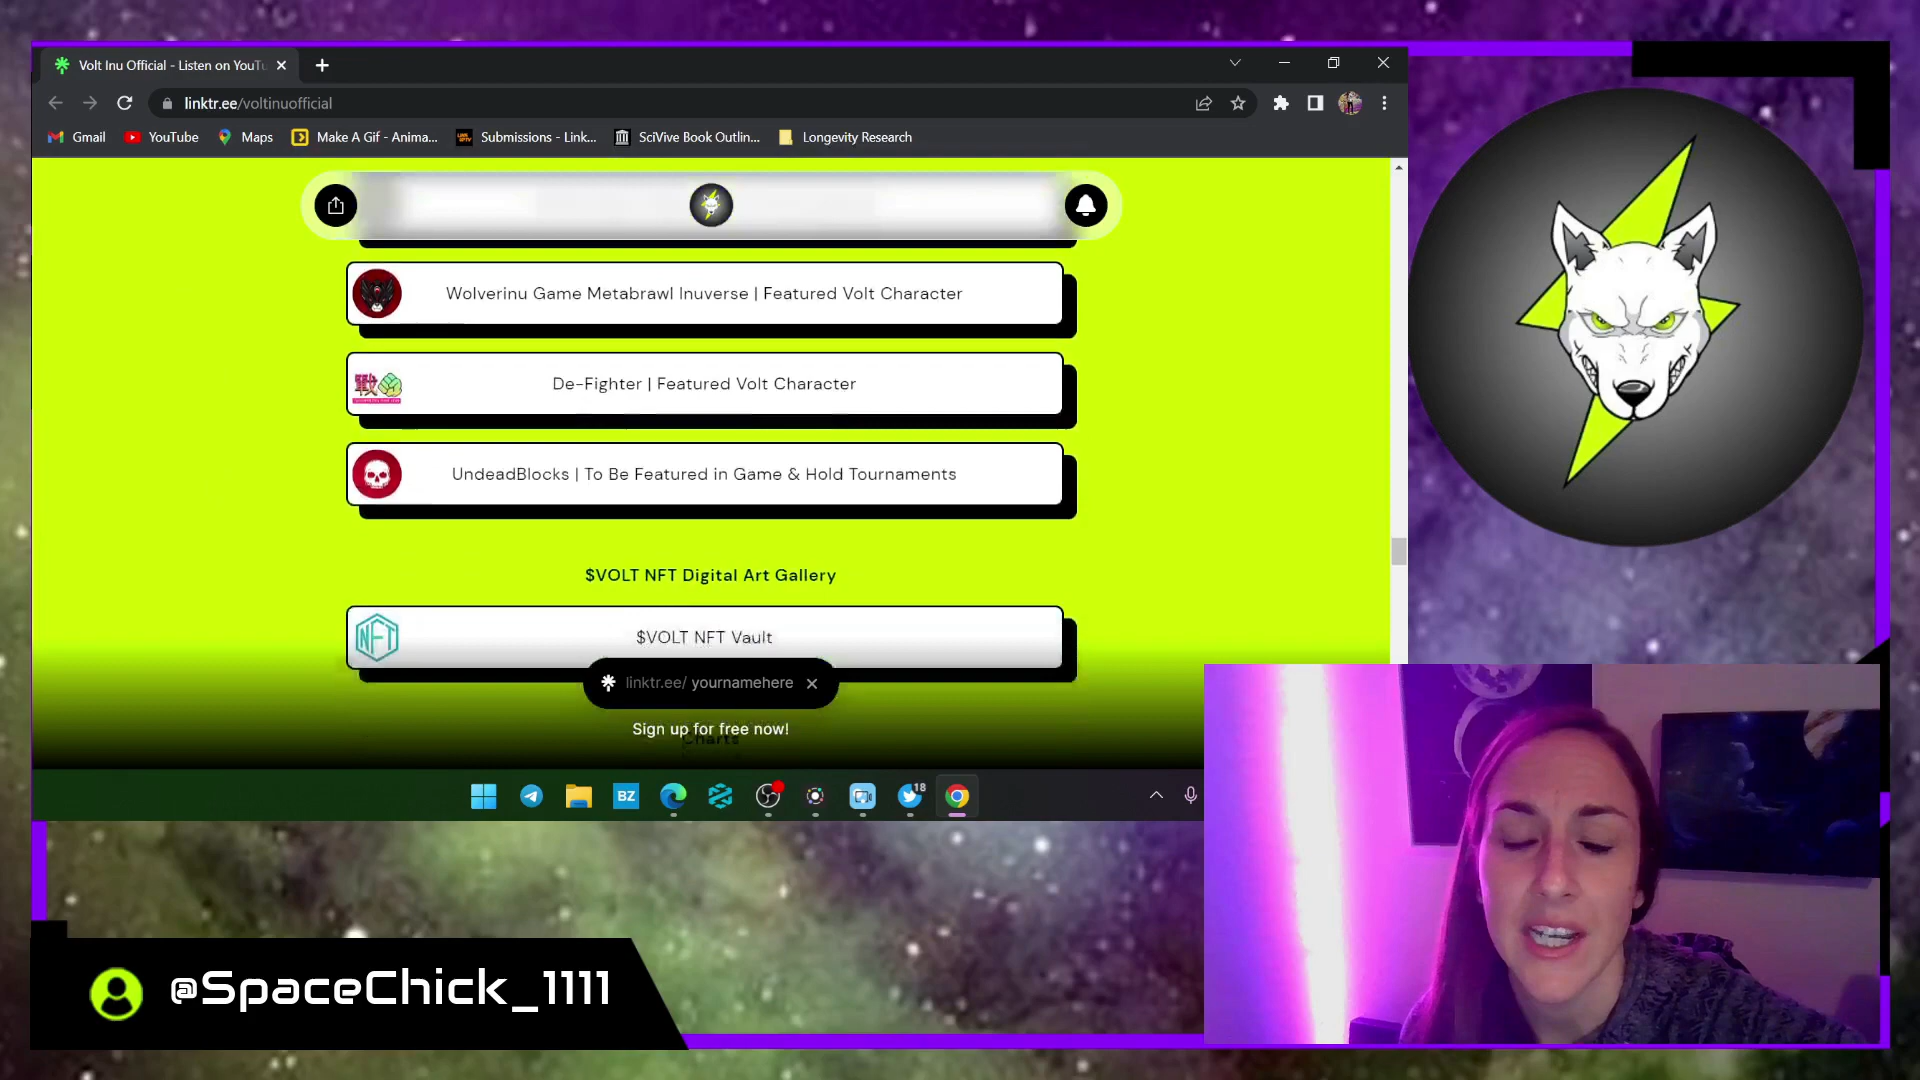 Volt Inu Official - Listen on YouTu
linktr.ee/voltinuofficial
Gmail
YouTube
Maps
Make A Gif - Anima...
Submissions - Link...
SciVive Book Outlin...
Longevity Research
Wolverinu Game Metabrawl Inuverse | Featured Volt Character
De-Fighter | Featured Volt Character
UndeadBlocks | To Be Featured in Game & Hold Tournaments
$VOLT NFT Digital Art Gallery
NFT
$VOLT NFT Vault
linktr.ee/ yournamehere
Sign up for free now!
Charts
BZ
18
@SpaceChick_1111